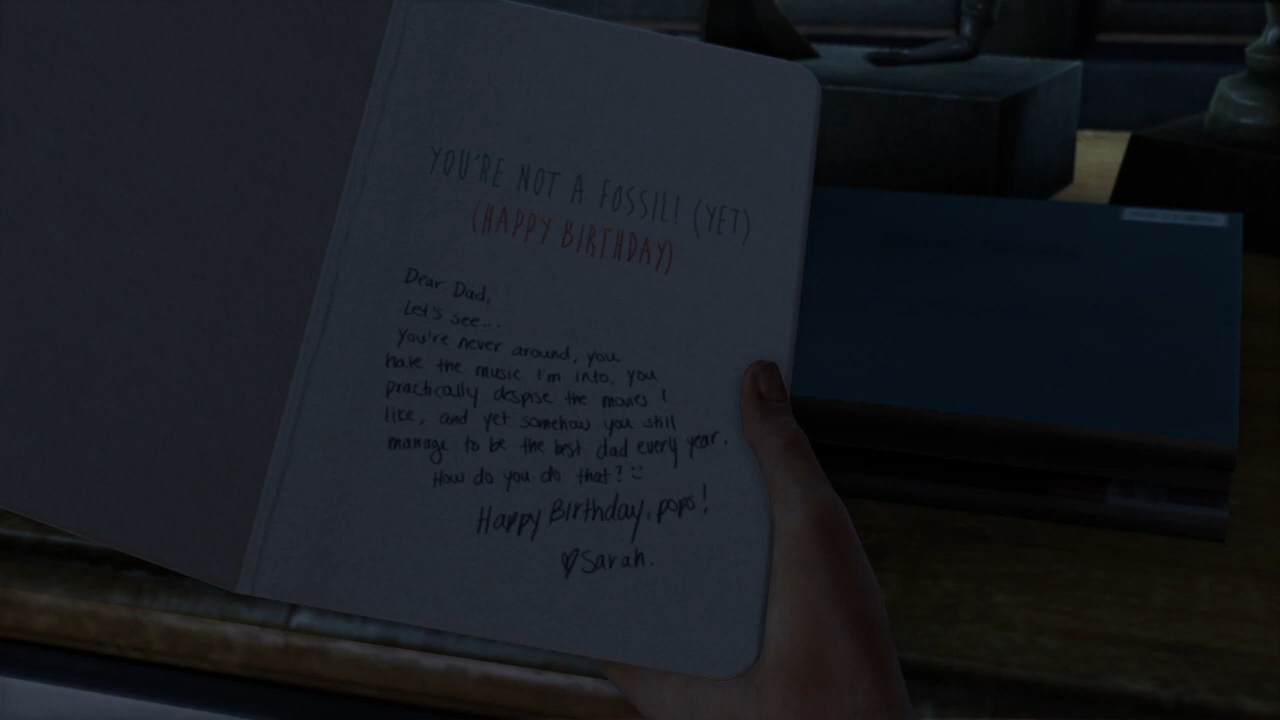 YOU'RE NOT A FOSSIL! (YET)
(HAPPY BIRTHDAY)
Dear Dad,
Let's see...
You're never around, you
hate the music I'm into, you
practically despise the movies I
like, and yet somehow you still
manage to be the best dad every year.
How do you do that? :)
Happy Birthday, pops!
♥Sarah.